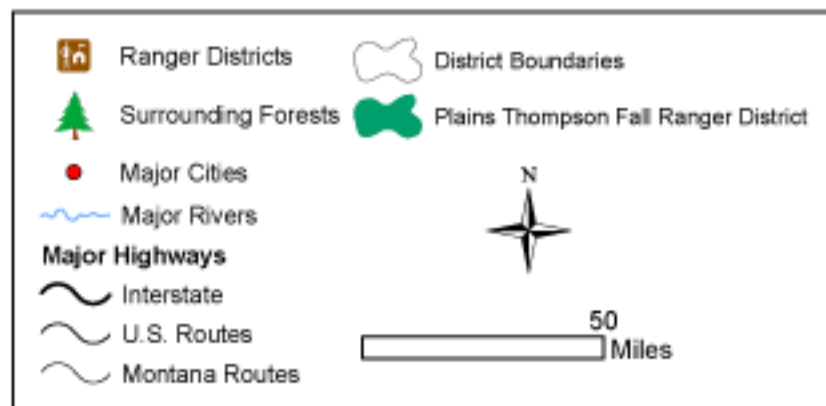 Ranger Districts
District Boundaries
Surrounding Forests
Plains Thompson Fall Ranger District
Major Cities
Major Rivers
N
Major Highways
Interstate
U.S. Routes
Montana Routes
50
Miles